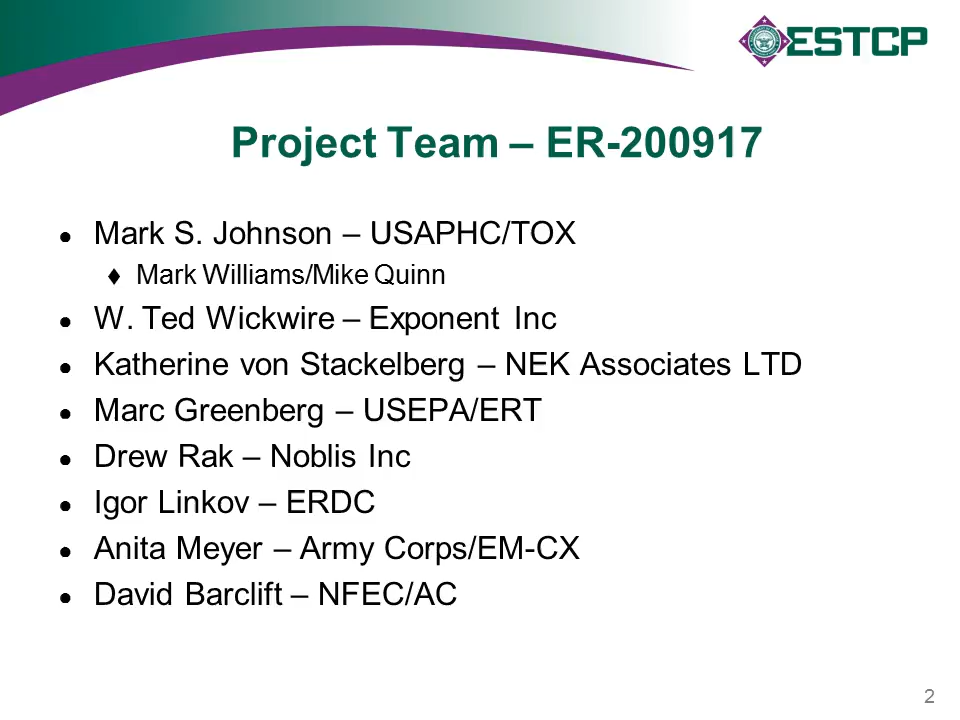 ESTCP
Project Team – ER-200917
● Mark S. Johnson – USAPHC/TOX
♦ Mark Williams/Mike Quinn
● W. Ted Wickwire – Exponent Inc
● Katherine von Stackelberg – NEK Associates LTD
● Marc Greenberg – USEPA/ERT
● Drew Rak – Noblis Inc
● Igor Linkov – ERDC
● Anita Meyer – Army Corps/EM-CX
● David Barclift – NFEC/AC
2